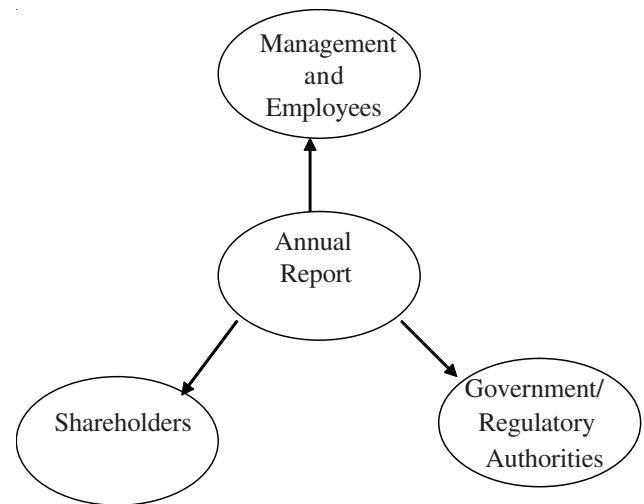 Management
and
Employees
Annual
Report
Shareholders
Government/
Regulatory
Authorities